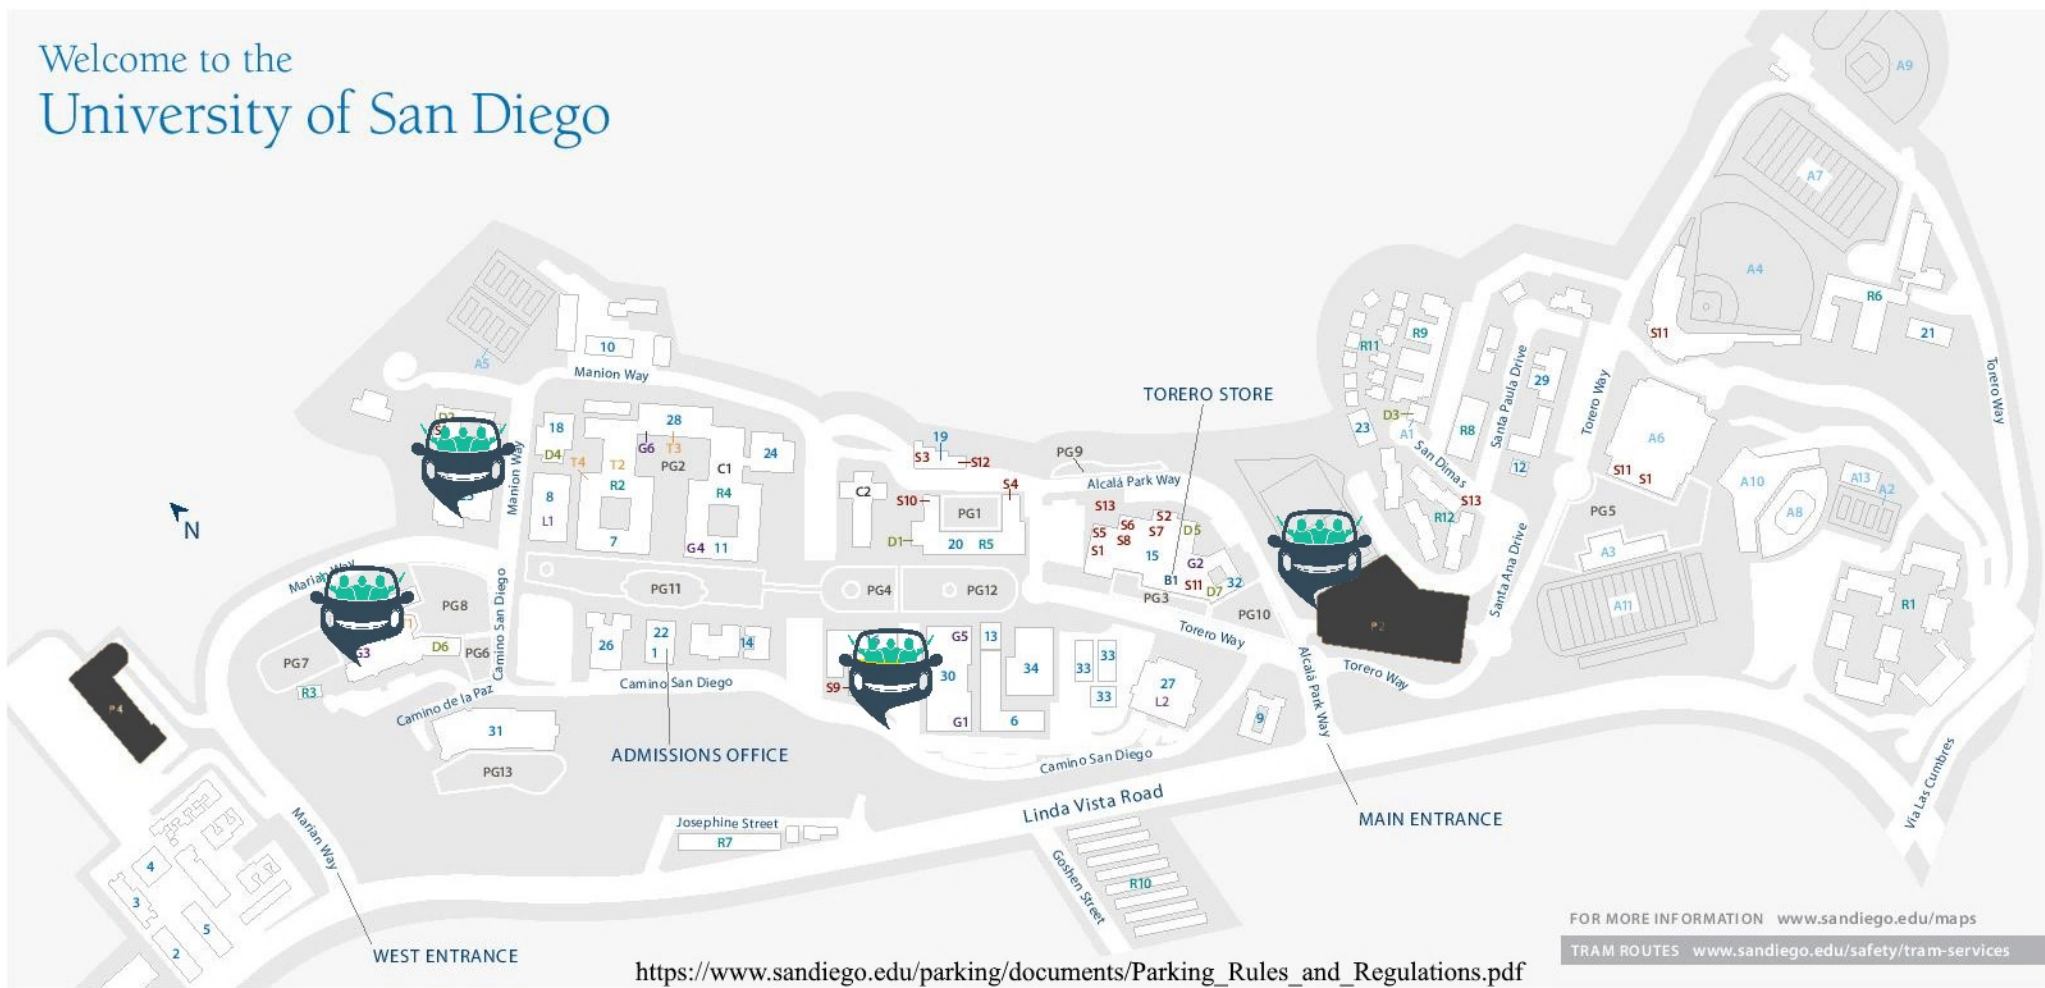 Welcome to the
University of San Diego
A9
A7
A4
R6
21
S11
Torero Way
10
A5
Manion Way
R9
R11
29
Santa Paula Drive
Torero Way
TORERO STORE
D3
A1
23
R8
San Dimas
12
A6
S11
S1
A10
A13
A2
A8
18
D4
T4
28
G6
T3
T2
PG2
R2
C1
R4
24
19
S3
S12
PG9
Alcalá Park Way
Manion Way
8
L1
7
G4
11
C2
S10
S4
PG1
D1
20
R5
S13
S6
S5
S8
S1
S2
S7
D5
15
G2
B1
S11
D7
32
PG3
PG10
S13
R12
PG5
A3
A11
Santa Ana Drive
R1
N
Marian Way
PG8
Camino San Diego
PG11
PG4
PG12
Torero Way
P2
G3
D6
PG6
PG7
R3
Camino de la Paz
26
22
1
14
Camino San Diego
S9
G5
30
G1
13
34
6
33
33
33
27
L2
9
Alcalá Park Way
Torero Way
P4
31
PG13
ADMISSIONS OFFICE
Camino San Diego
Linda Vista Road
MAIN ENTRANCE
Via Las Cumbres
Marian Way
Josephine Street
R7
Goshen Street
R10
4
3
5
2
WEST ENTRANCE
FOR MORE INFORMATION www.sandiego.edu/maps
TRAM ROUTES www.sandiego.edu/safety/tram-services
https://www.sandiego.edu/parking/documents/Parking_Rules_and_Regulations.pdf